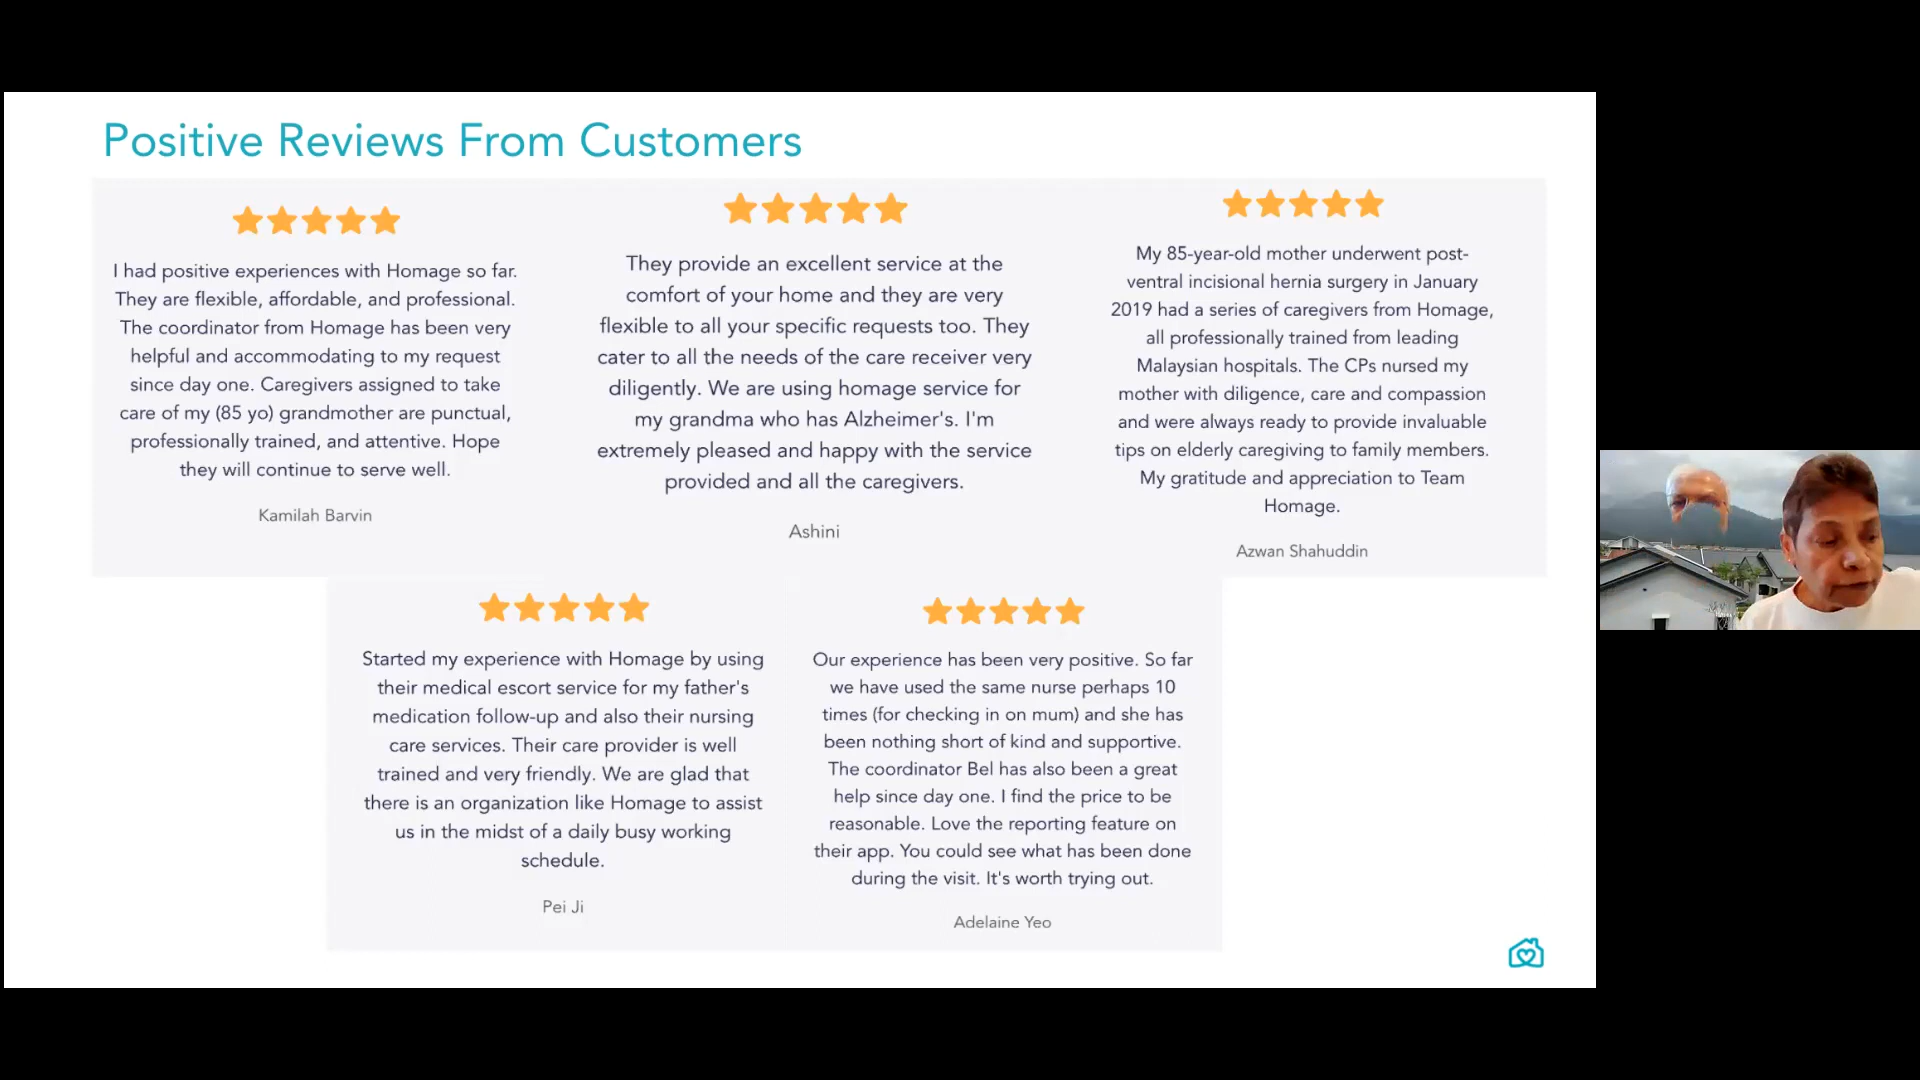 Positive Reviews From Customers
I had positive experiences with Homage so far.
They are flexible, affordable, and professional.
The coordinator from Homage has been very
helpful and accommodating to my request
since day one. Caregivers assigned to take
care of my (85 yo) grandmother are punctual,
professionally trained, and attentive. Hope
they will continue to serve well.
Kamilah Barvin
They provide an excellent service at the
comfort of your home and they are very
flexible to all your specific requests too. They
cater to all the needs of the care receiver very
diligently. We are using homage service for
my grandma who has Alzheimer's. I'm
extremely pleased and happy with the service
provided and all the caregivers.
Ashini
My 85-year-old mother underwent post-
ventral incisional hernia surgery in January
2019 had a series of caregivers from Homage,
all professionally trained from leading
Malaysian hospitals. The CPs nursed my
mother with diligence, care and compassion
and were always ready to provide invaluable
tips on elderly caregiving to family members.
My gratitude and appreciation to Team
Homage.
Azwan Shahuddin
Started my experience with Homage by using
their medical escort service for my father's
medication follow-up and also their nursing
care services. Their care provider is well
trained and very friendly. We are glad that
there is an organization like Homage to assist
us in the midst of a daily busy working
schedule.
Pei Ji
Our experience has been very positive. So far
we have used the same nurse perhaps 10
times (for checking in on mum) and she has
been nothing short of kind and supportive.
The coordinator Bel has also been a great
help since day one. I find the price to be
reasonable. Love the reporting feature on
their app. You could see what has been done
during the visit. It's worth trying out.
Adelaine Yeo